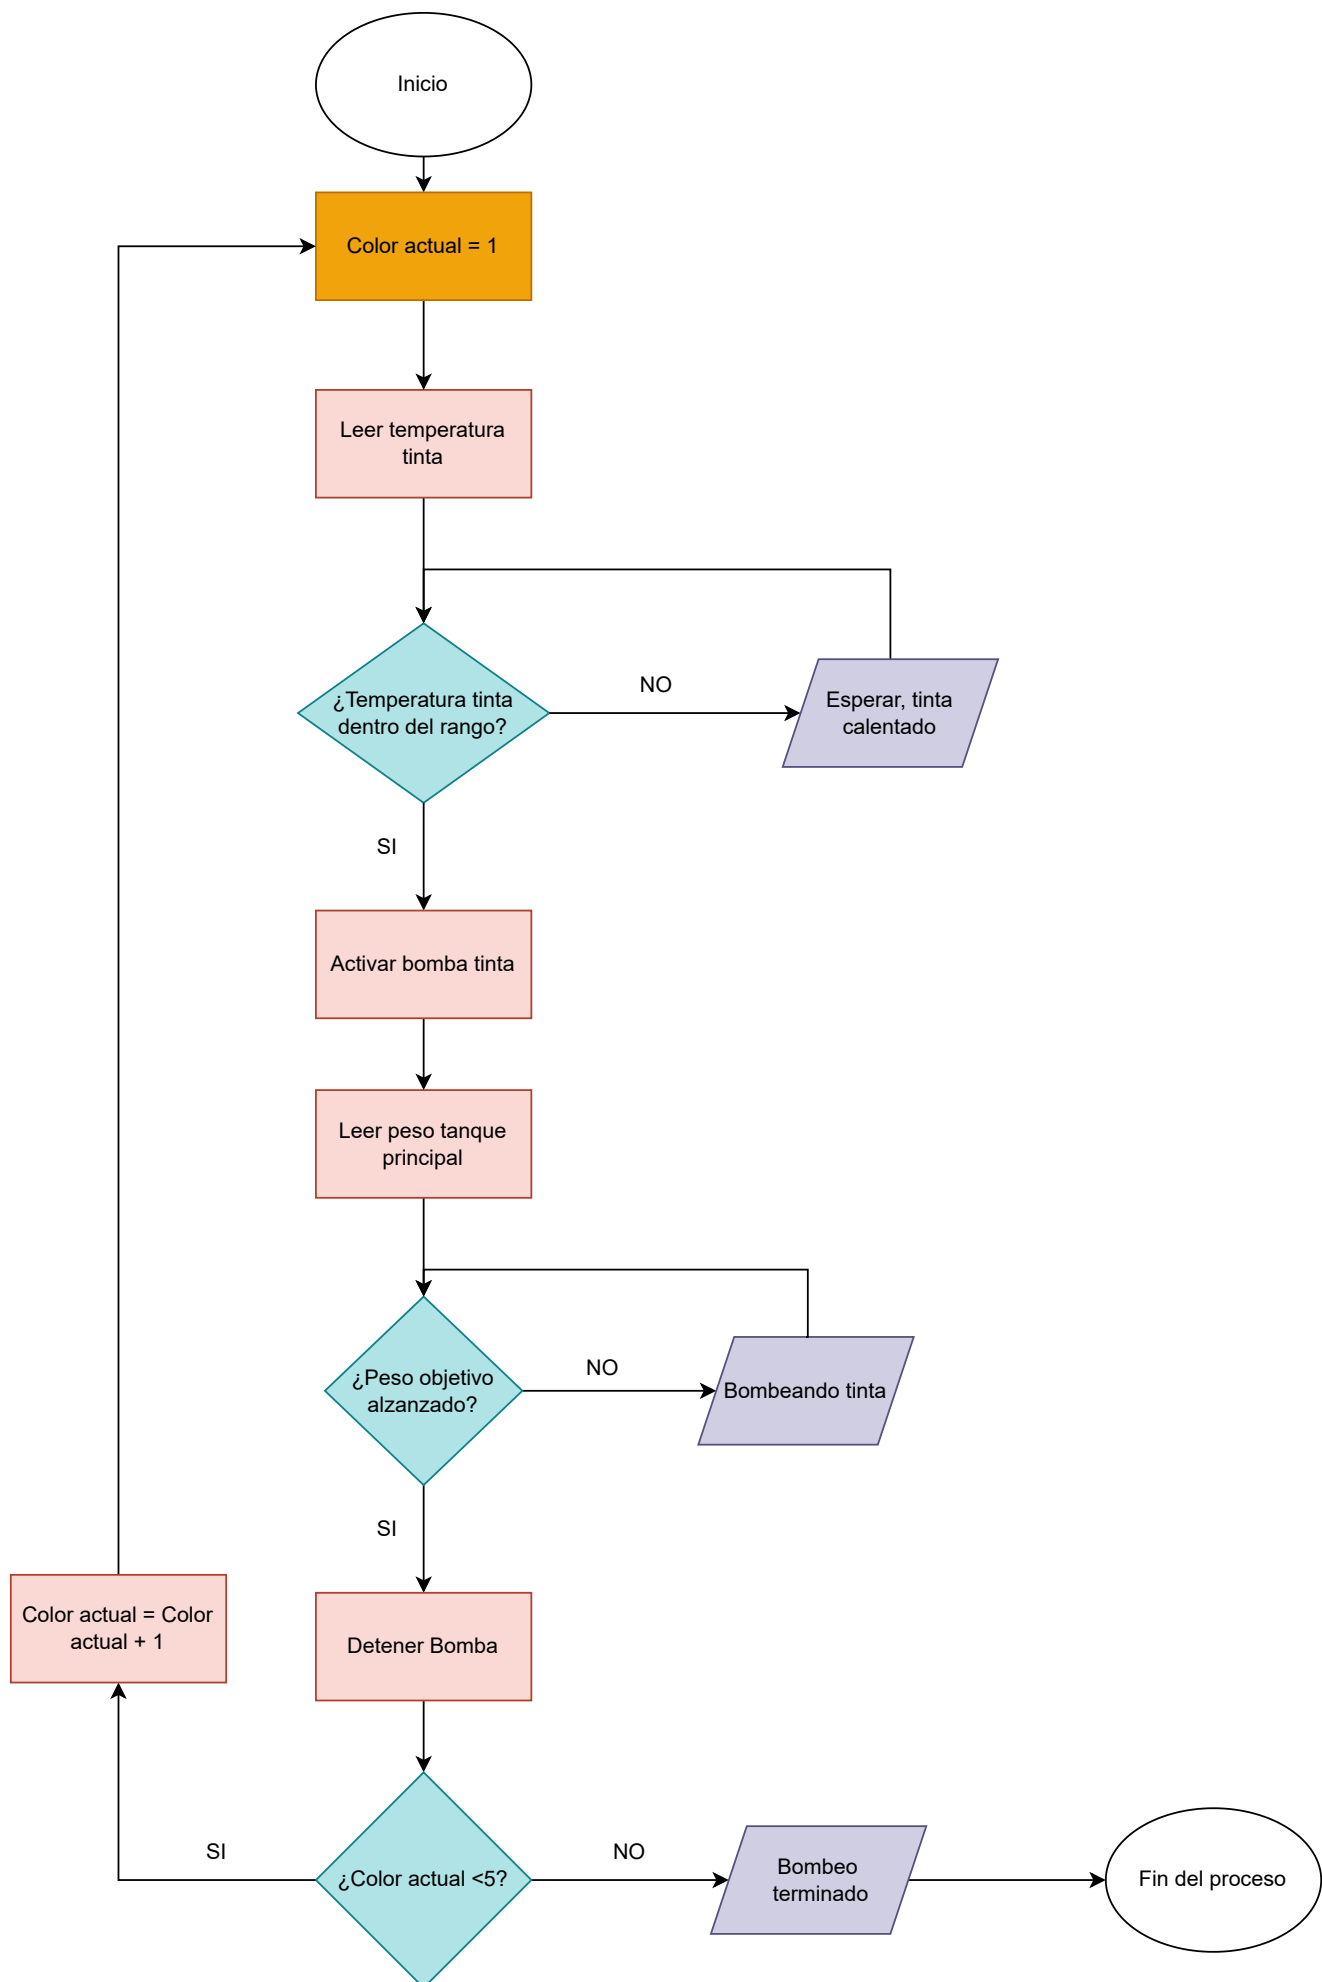 Inicio
Color actual = 1
Leer temperatura
tinta
¿Temperatura tinta
dentro del rango?
NO
Esperar, tinta
calentado
SI
Activar bomba tinta
Leer peso tanque
principal
¿Peso objetivo
alzanzado?
NO
Bombeando tinta
SI
Color actual = Color
actual + 1
Detener Bomba
SI
¿Color actual <5?
NO
Bombeo
terminado
Fin del proceso